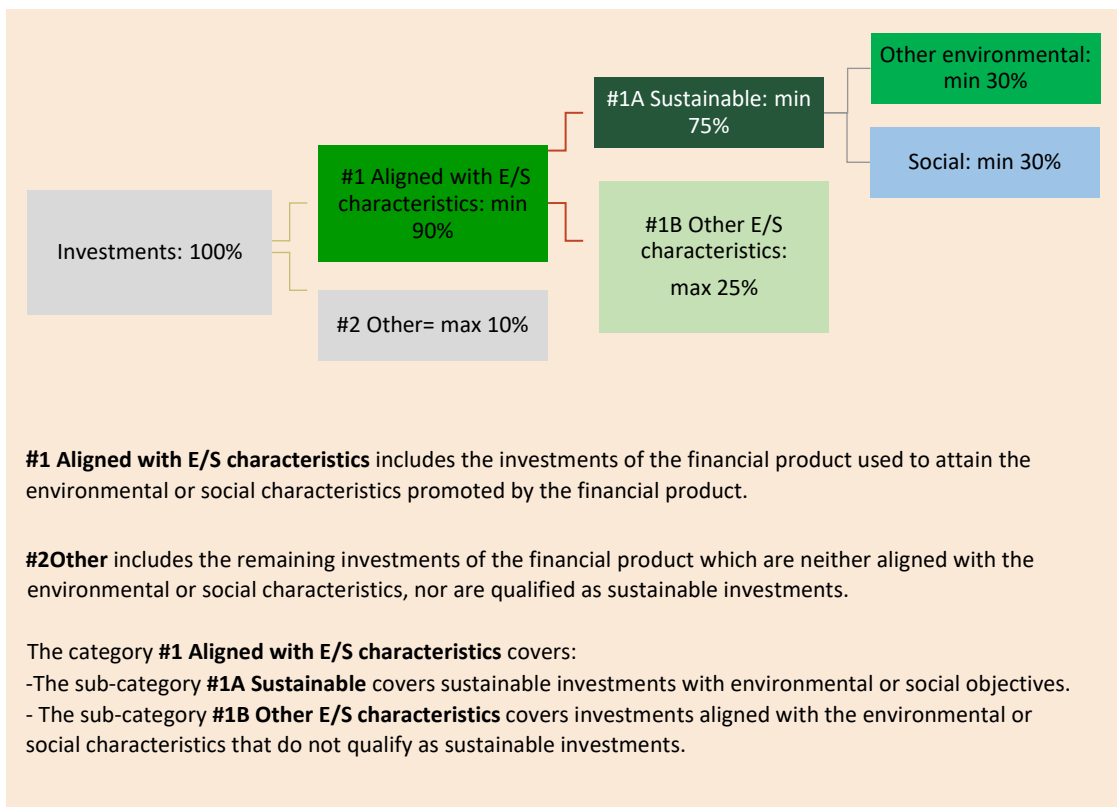 Investments: 100%
#1 Aligned with E/S
characteristics: min
90%
#2 Other= max 10%
#1A Sustainable: min
75%
#1B Other E/S
characteristics:
max 25%
Other environmental:
min 30%
Social: min 30%
#1 Aligned with E/S characteristics includes the investments of the financial product used to attain the
environmental or social characteristics promoted by the financial product.
#2Other includes the remaining investments of the financial product which are neither aligned with the
environmental or social characteristics, nor are qualified as sustainable investments.
The category #1 Aligned with E/S characteristics covers:
-The sub-category #1A Sustainable covers sustainable investments with environmental or social objectives.
- The sub-category #1B Other E/S characteristics covers investments aligned with the environmental or
social characteristics that do not qualify as sustainable investments.